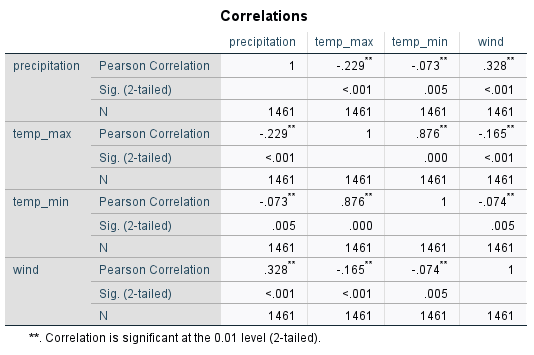 Correlations
precipitation temp_max temp_min wind
precipitation Pearson Correlation 1 -.229** -.073** .328**
Sig. (2-tailed) <.001 .005 <.001
N 1461 1461 1461 1461
temp_max Pearson Correlation -.229** 1 .876** -.165**
Sig. (2-tailed) <.001 .000 <.001
N 1461 1461 1461 1461
temp_min Pearson Correlation -.073** .876** 1 -.074**
Sig. (2-tailed) .005 .000 .005
N 1461 1461 1461 1461
wind Pearson Correlation .328** -.165** -.074** 1
Sig. (2-tailed) <.001 <.001 .005
N 1461 1461 1461 1461
**. Correlation is significant at the 0.01 level (2-tailed).